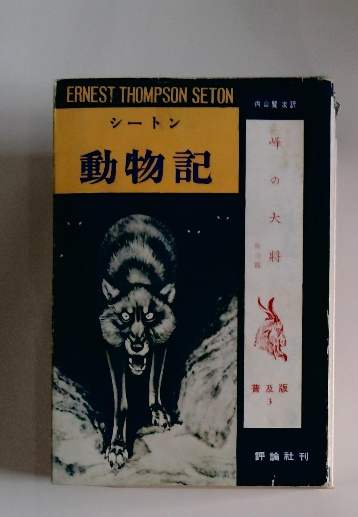 ERNEST THOMPSON SETON
シートン
動物記
内山賢次訳
峰の大将
普及版
3
評論社刊